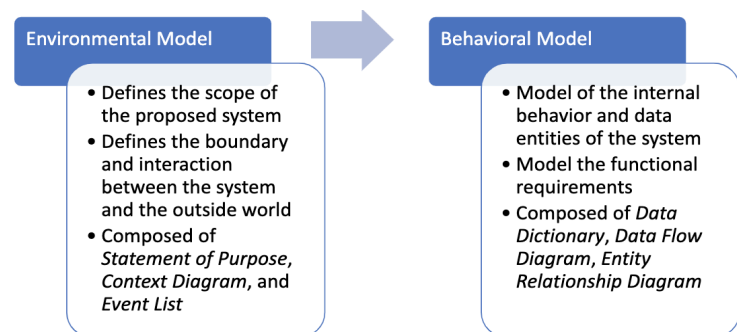 Environmental Model
• Defines the scope of
the proposed system
• Defines the boundary
and interaction
between the system
and the outside world
• Composed of
Statement of Purpose,
Context Diagram, and
Event List
Behavioral Model
• Model of the internal
behavior and data
entities of the system
• Model the functional
requirements
• Composed of Data
Dictionary, Data Flow
Diagram, Entity
Relationship Diagram